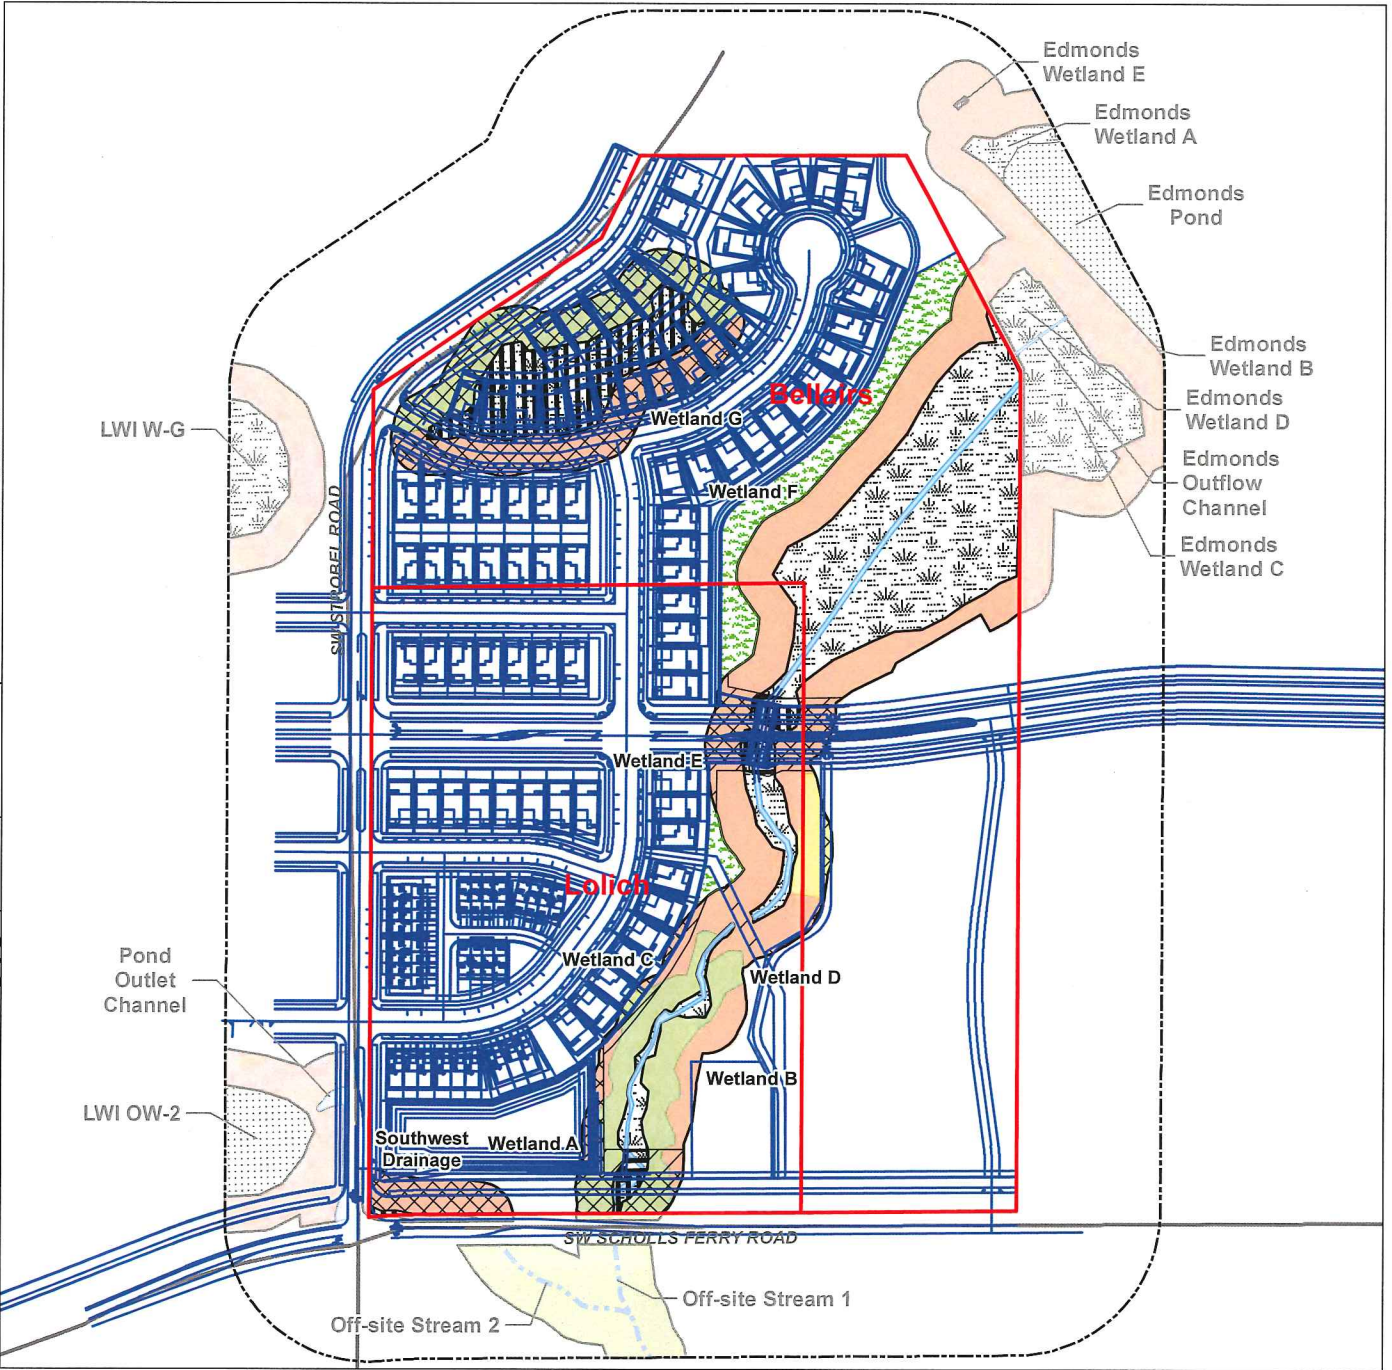 Edmonds
Wetland E
Edmonds
Wetland A
Edmonds
Pond
Edmonds
Wetland B
Edmonds
Wetland D
Edmonds
Outflow
Channel
Edmonds
Wetland C
LWI W-G
Bellairs
Wetland G
Wetland F
SW STROBEL ROAD
Wetland E
Lolich
Wetland C
Wetland D
Pond
Outlet
Channel
Wetland B
LWI OW-2
Southwest
Drainage
Wetland A
SW SCHOLLS FERRY ROAD
Off-site Stream 1
Off-site Stream 2